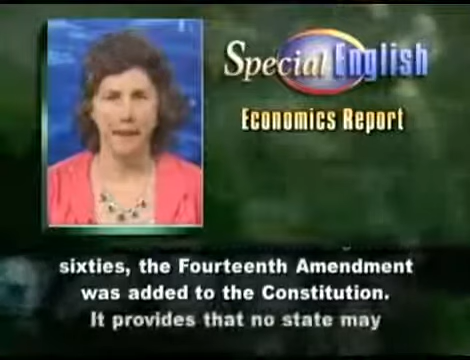 Special English
Economics Report
sixties, the Fourteenth Amendment
was added to the Constitution.
It provides that no state may